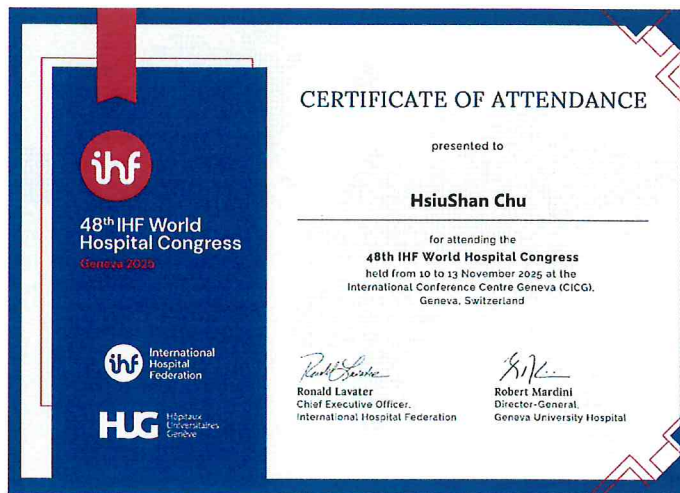 ihf
48th IHF World
Hospital Congress
Geneva 2025
International
Hospital
Federation
HUG
Hôpitaux
Universitaires
Genève
CERTIFICATE OF ATTENDANCE
presented to
HsiuShan Chu
for attending the
48th IHF World Hospital Congress
held from 10 to 13 November 2025 at the
International Conference Centre Geneva (CICG),
Geneva, Switzerland
Ronald Lavater
Chief Executive Officer,
International Hospital Federation
Robert Mardini
Director-General,
Geneva University Hospital